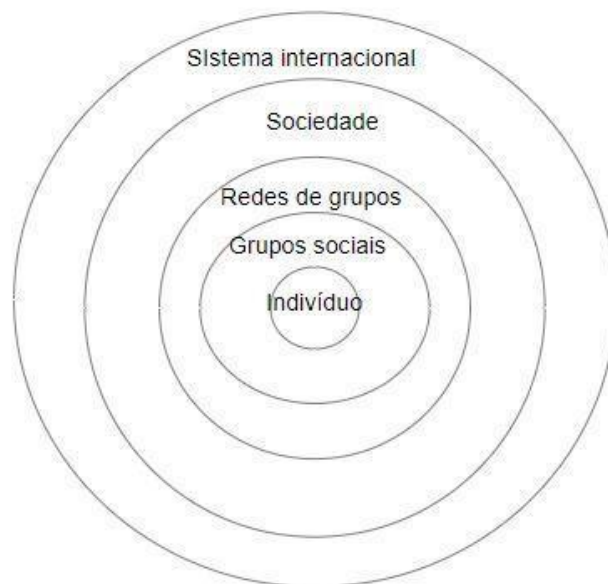 SIstema internacional
Sociedade
Redes de grupos
Grupos sociais
Indivíduo